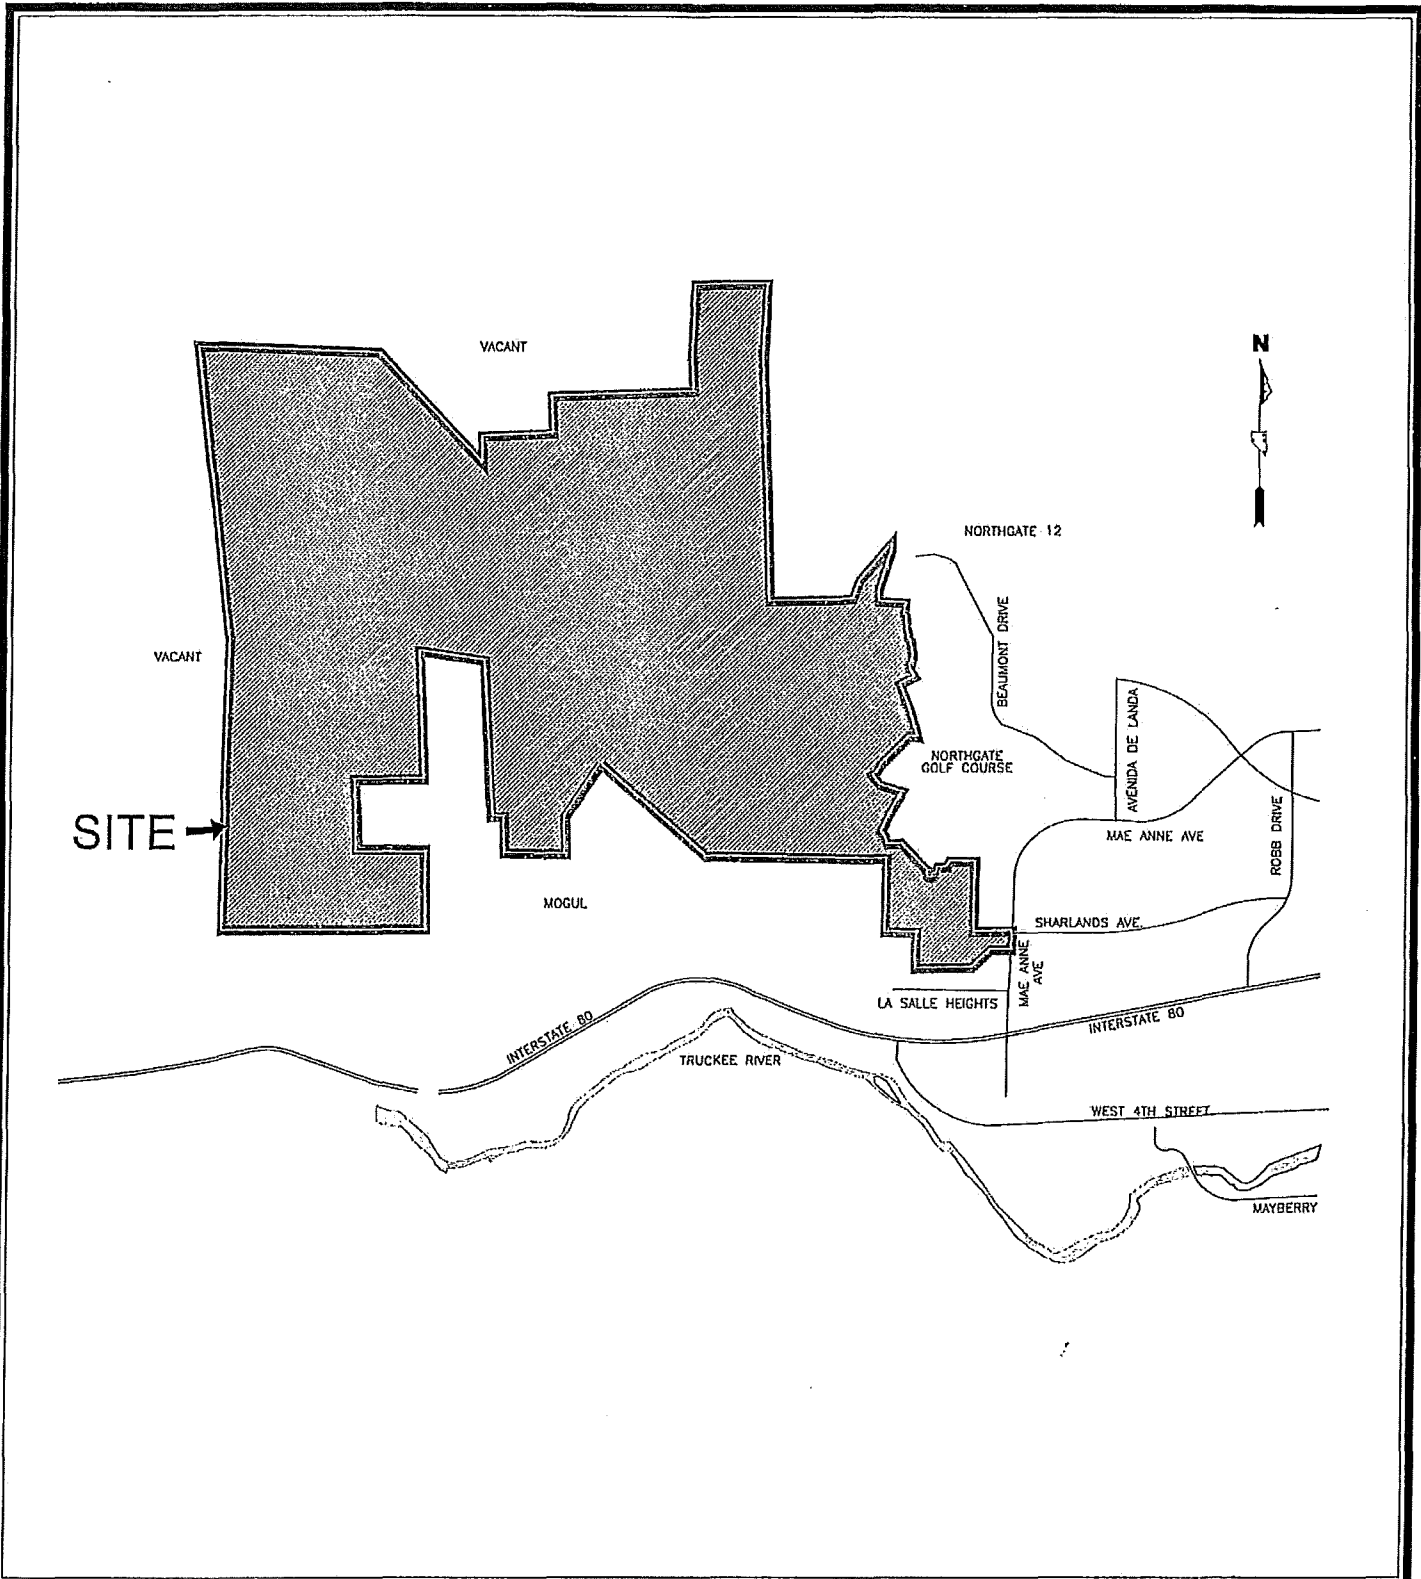 VACANT
N
NORTHGATE 12
BEAUMONT DRIVE
VACANT
AVENIDA DE LANDA
NORTHGATE
GOLF COURSE
ROBB DRIVE
SITE
MAE ANNE AVE
MOGUL
SHARLANDS AVE.
MAE ANNE
AVE
LA SALLE HEIGHTS
INTERSTATE 80
INTERSTATE 80
TRUCKEE RIVER
WEST 4TH STREET
MAYBERRY